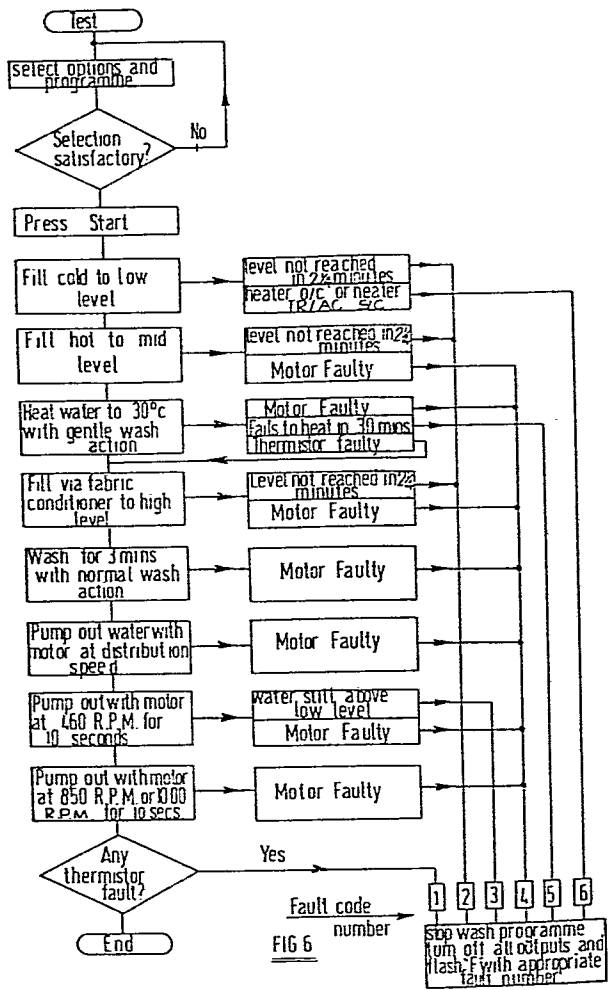 Test
select options and
programme
Selection
satisfactory?
No
Press Start
Fill cold to low
level
level not reached
in 2½ minutes
heater o/c or heater
TRIAC S/C
Fill hot to mid
level
level not reached in 2½
minutes
Motor Faulty
Heat water to 30°c
with gentle wash
action
Motor Faulty
Fails to heat in 30 mins
Thermistor faulty
Fill via fabric
conditioner to high
level
Level not reached in 2½
minutes
Motor Faulty
Wash for 3 mins
with normal wash
action
Motor Faulty
Pump out water with
motor at distribution
speed
Motor Faulty
Pump out with motor
at 460 R.P.M. for
10 seconds
water still above
low level
Motor Faulty
Pump out with motor
at 850 R.P.M. or 1000
R.P.M. for 10 secs
Motor Faulty
Any
thermistor
fault?
Yes
End
Fault code
number
1 2 3 4 5 6
stop wash programme
turn off all outputs and
flash 'F' with appropriate
fault number
FIG 6